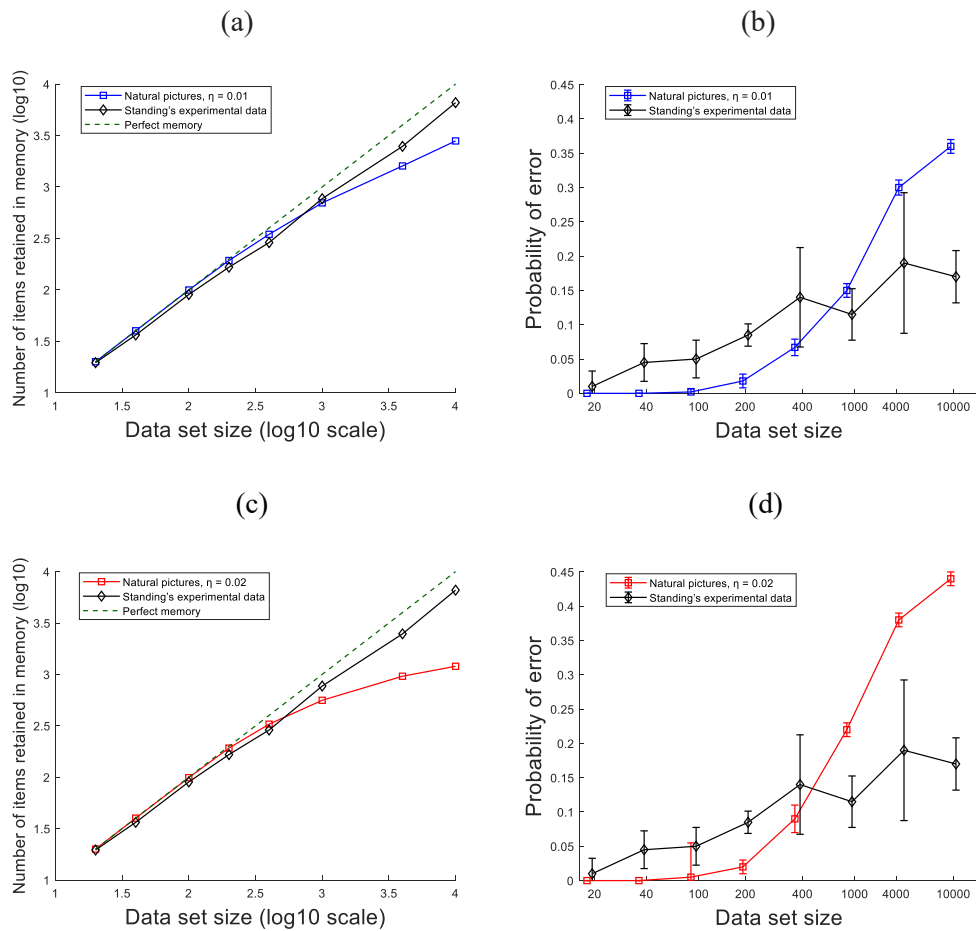 (a)
(b)
Number of items retained in memory (log10)
4
3.5
3
2.5
2
1.5
1
Natural pictures, η = 0.01
Standing's experimental data
Perfect memory
1
1.5
2
2.5
3
3.5
4
Data set size (log10 scale)
Probability of error
0.45
0.4
0.35
0.3
0.25
0.2
0.15
0.1
0.05
0
Natural pictures, η = 0.01
Standing's experimental data
20
40
100
200
400
1000
4000
10000
Data set size
(c)
(d)
Number of items retained in memory (log10)
4
3.5
3
2.5
2
1.5
1
Natural pictures, η = 0.02
Standing's experimental data
Perfect memory
1
1.5
2
2.5
3
3.5
4
Data set size (log10 scale)
Probability of error
0.45
0.4
0.35
0.3
0.25
0.2
0.15
0.1
0.05
0
Natural pictures, η = 0.02
Standing's experimental data
20
40
100
200
400
1000
4000
10000
Data set size